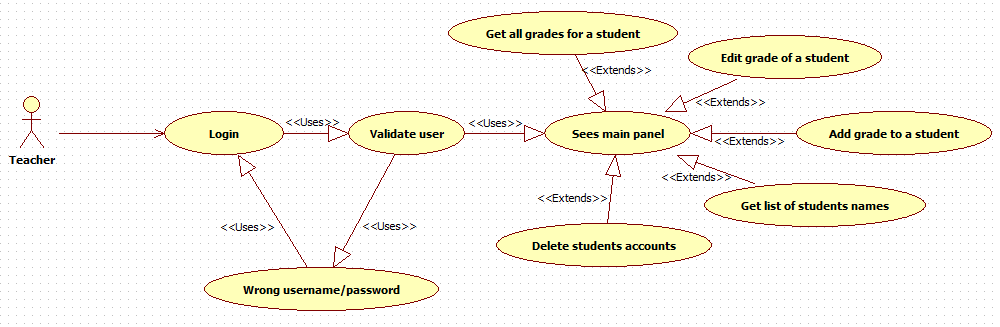 Get all grades for a student
Edit grade of a student
<<Extends>>
<<Extends>>
Teacher
Login
<<Uses>>
Validate user
<<Uses>>
Sees main panel
<<Extends>>
Add grade to a student
<<Extends>>
Get list of students names
<<Extends>>
Delete students accounts
<<Uses>>
<<Uses>>
Wrong username/password